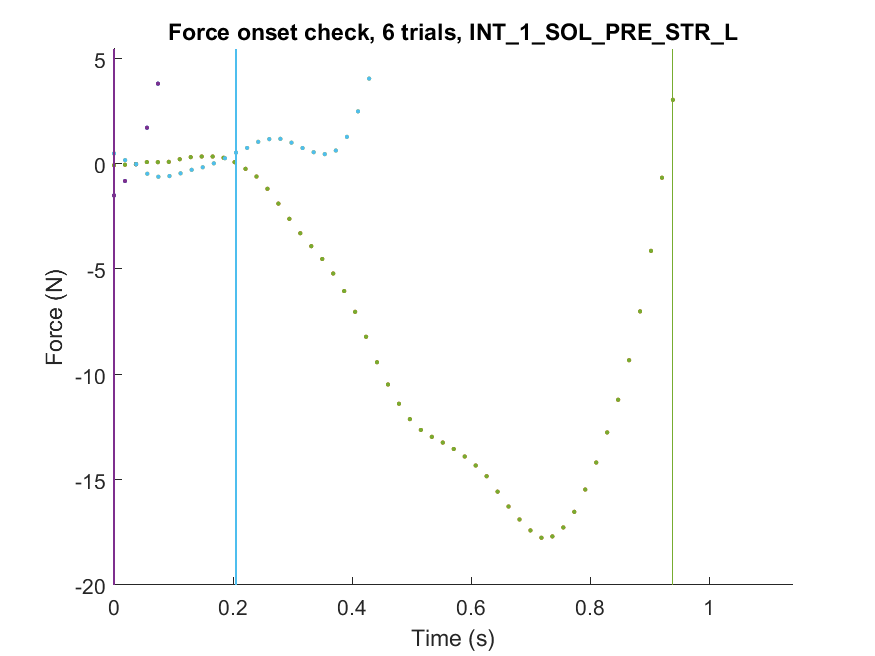 Force onset check, 6 trials, INT_1_SOL_PRE_STR_L
5
0
-5
-10
-15
-20
Force (N)
0 0.2 0.4 0.6 0.8 1
Time (s)